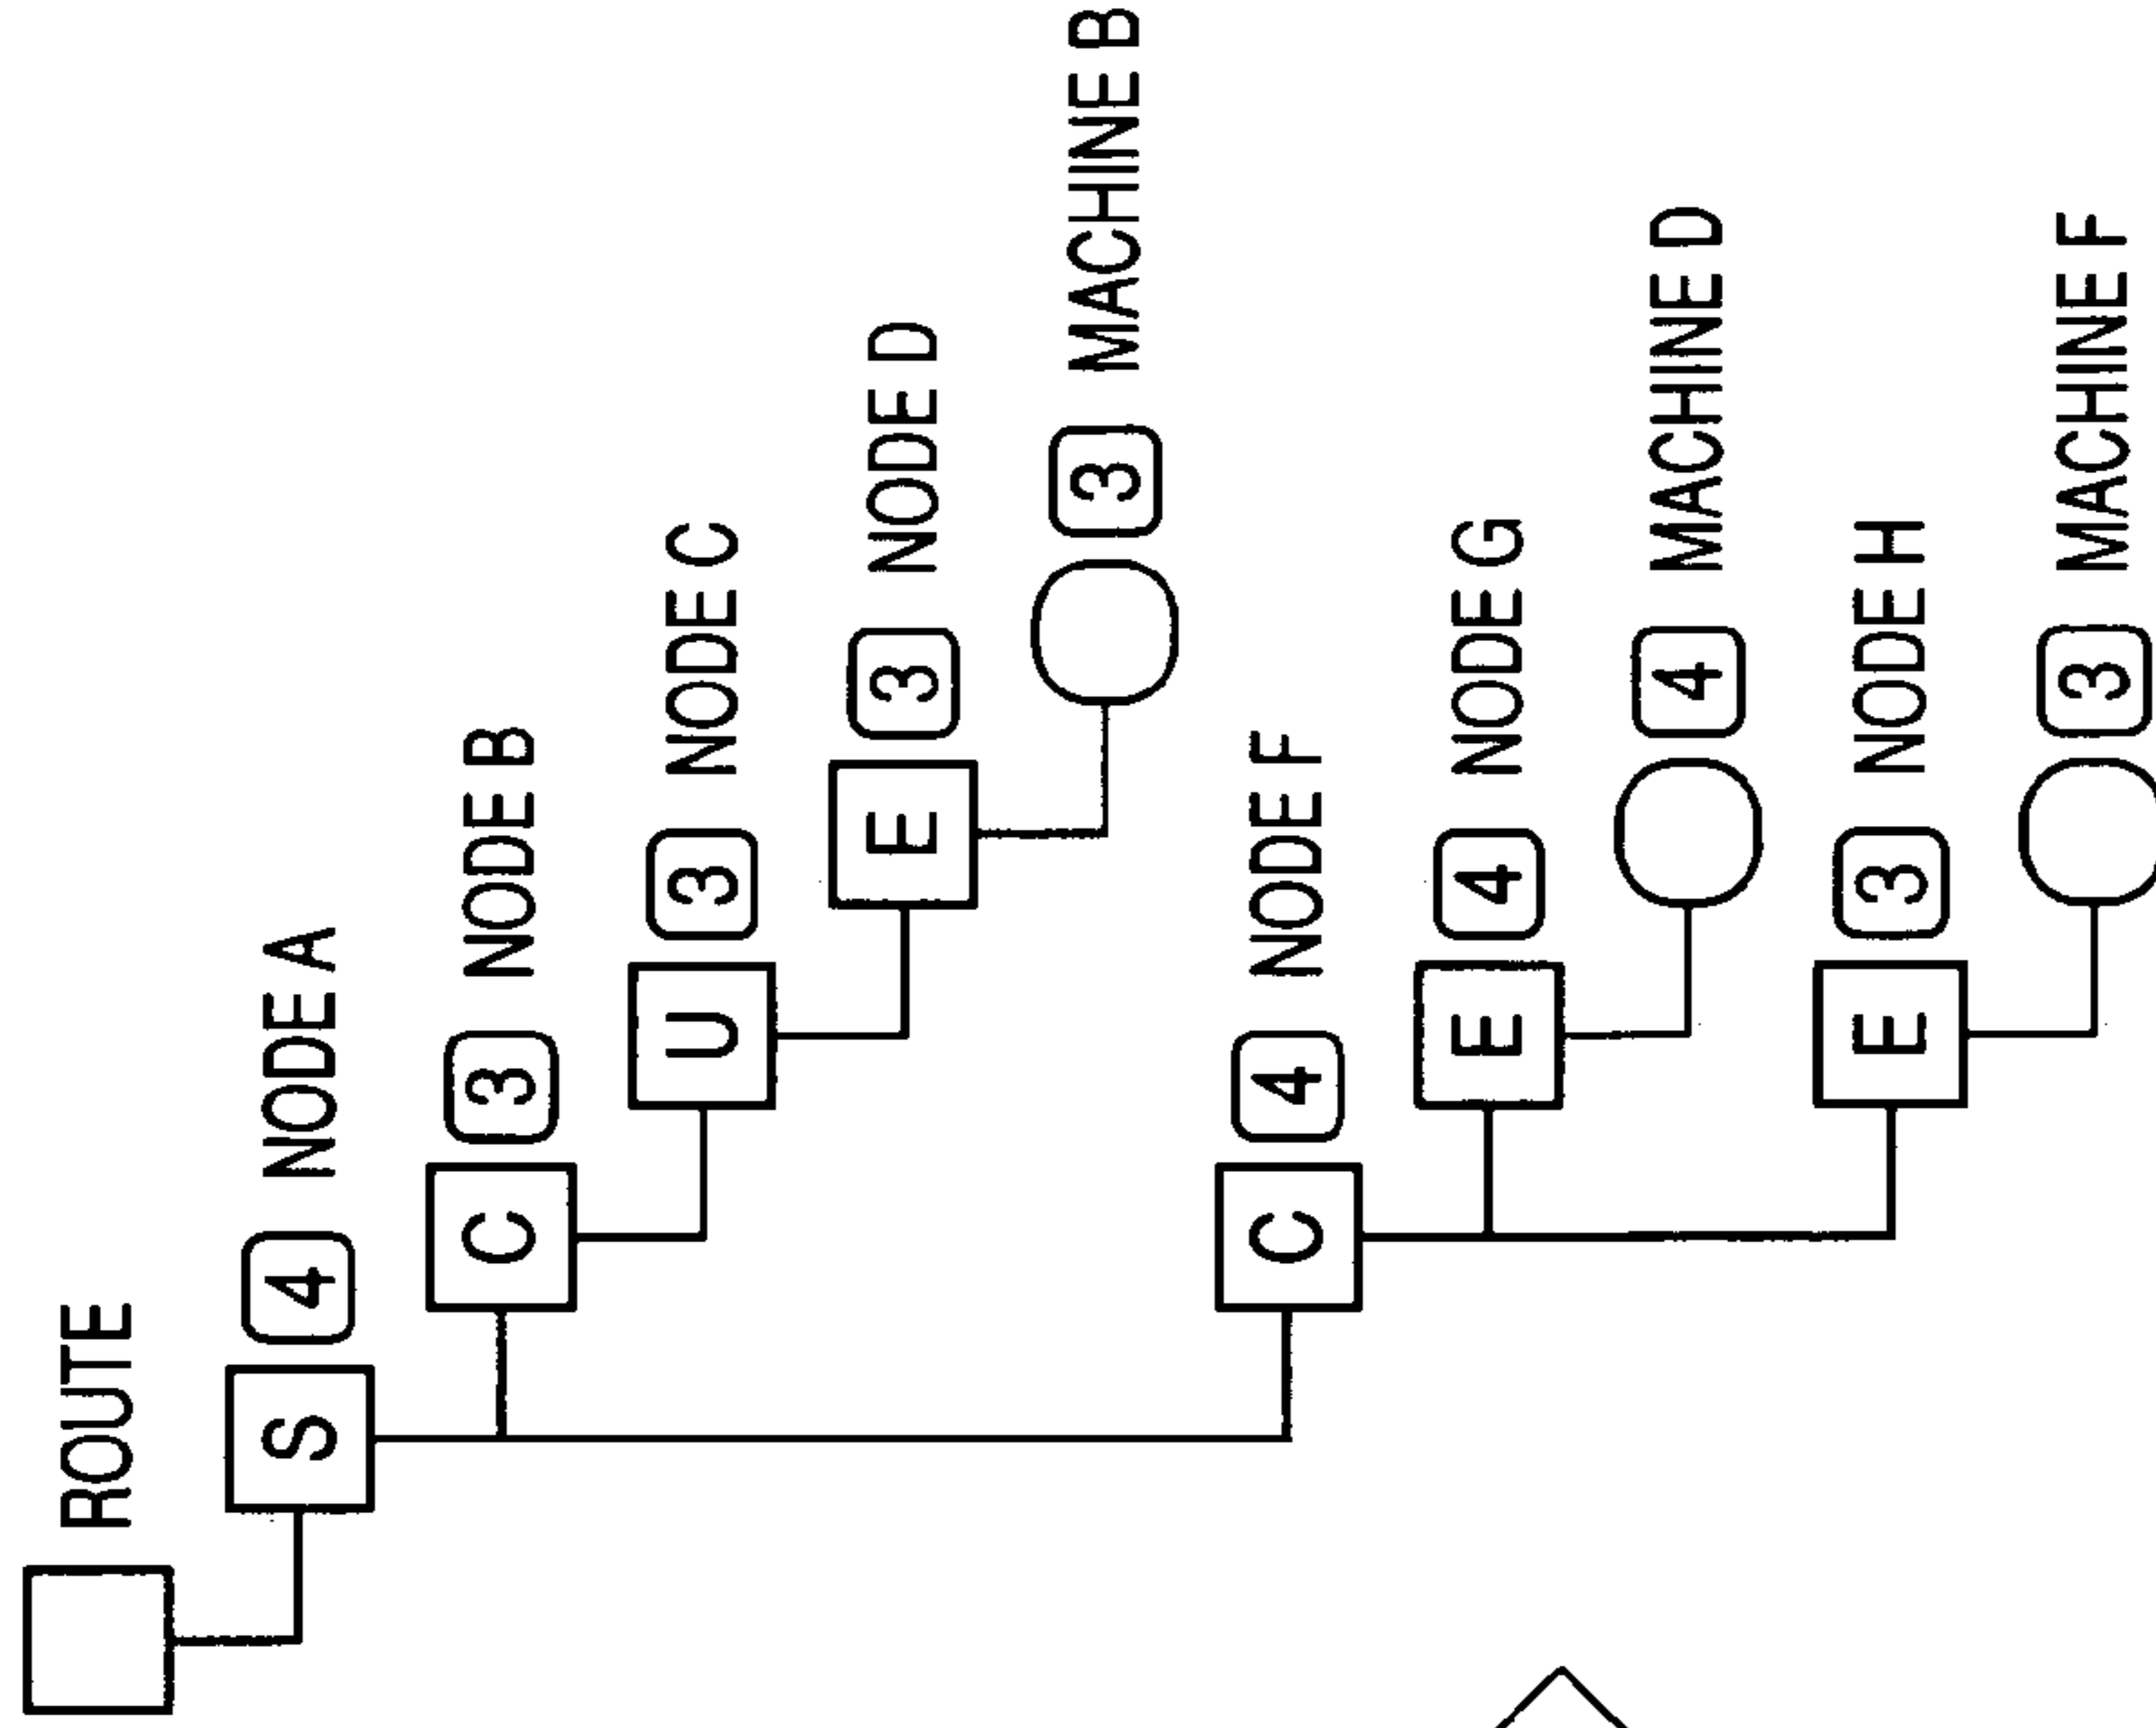 ROUTE
S 4 NODE A
C 3 NODE B
U 3 NODE C
E 3 NODE D
3 MACHINE B
C 4 NODE F
E 4 NODE G
4 MACHINE D
E 3 NODE H
3 MACHINE F